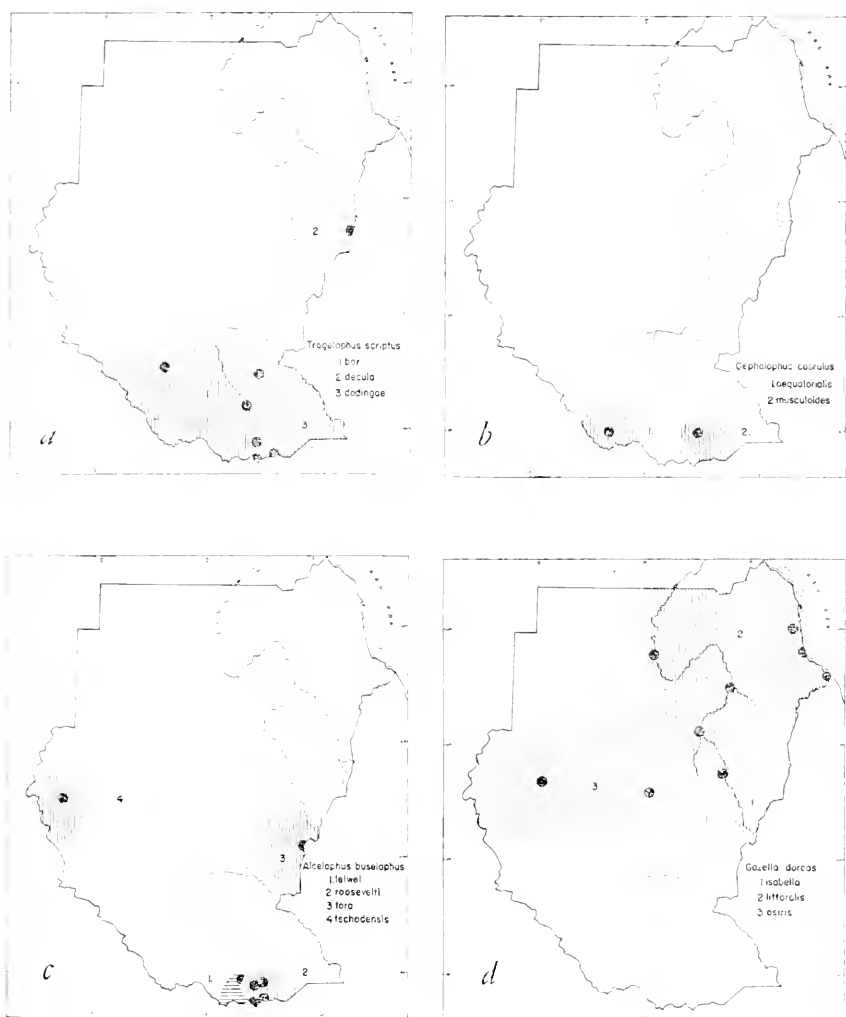 2
Tragelaphus scriptus
1 bor
2 decula
3 dodingae
3
a
Cephalophus caerulus
1. aequatorialis
2 musculoides
1.
2.
b
4
3
Alcelaphus buselaphus
1. lelwel
2 roosevelti
3 tora
4 tschadensis
1.
2
c
2
3
Gazella dorcas
1 isabella
2 littoralis
3 osiris
d